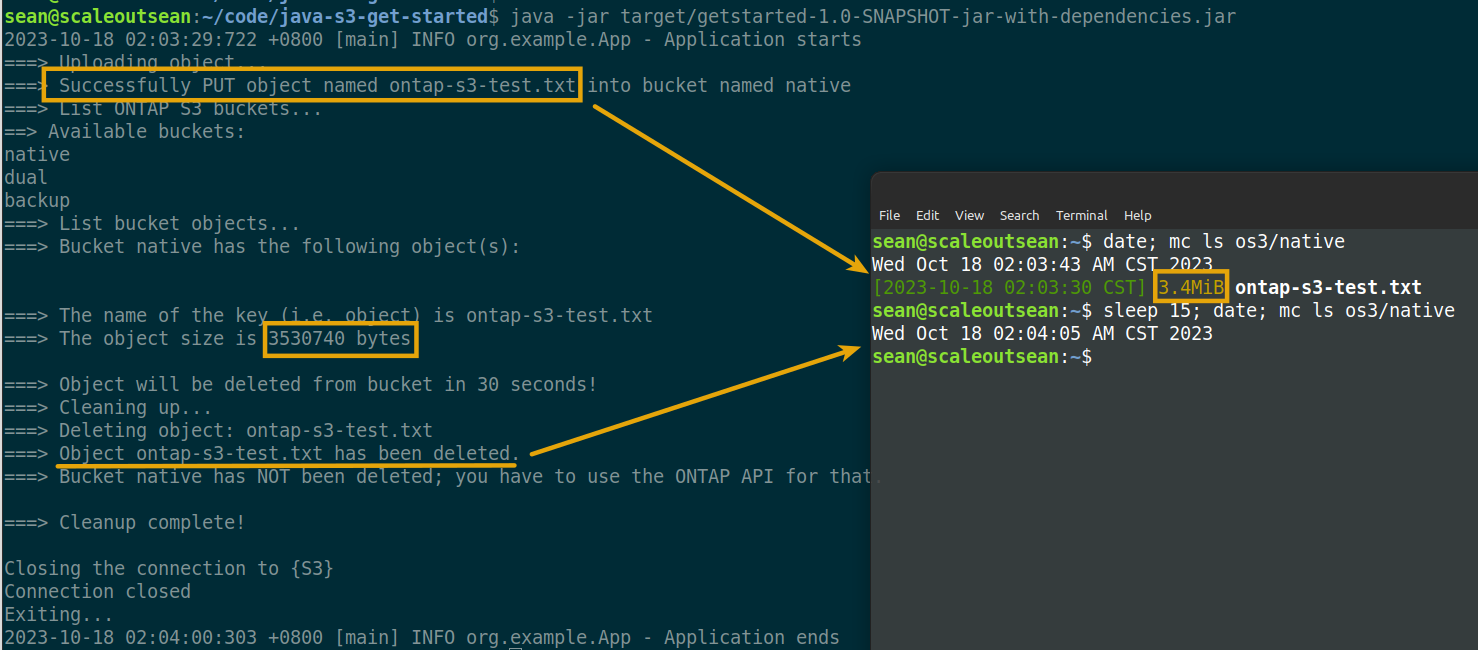 sean@scaleoutsean:~/code/java-s3-get-started$ java -jar target/getstarted-1.0-SNAPSHOT-jar-with-dependencies.jar
2023-10-18 02:03:29:722 +0800 [main] INFO org.example.App - Application starts
===> Uploading object...
===> Successfully PUT object named ontap-s3-test.txt into bucket named native
===> List ONTAP S3 buckets...
==> Available buckets:
native
dual
backup
===> List bucket objects...
===> Bucket native has the following object(s):
===> The name of the key (i.e. object) is ontap-s3-test.txt
===> The object size is 3530740 bytes
===> Object will be deleted from bucket in 30 seconds!
===> Cleaning up...
===> Deleting object: ontap-s3-test.txt
===> Object ontap-s3-test.txt has been deleted.
===> Bucket native has NOT been deleted; you have to use the ONTAP API for that.
===> Cleanup complete!
Closing the connection to {S3}
Connection closed
Exiting...
2023-10-18 02:04:00:303 +0800 [main] INFO org.example.App - Application ends
File Edit View Search Terminal Help
sean@scaleoutsean:~$ date; mc ls os3/native
Wed Oct 18 02:03:43 AM CST 2023
[2023-10-18 02:03:30 CST] 3.4MiB ontap-s3-test.txt
sean@scaleoutsean:~$ sleep 15; date; mc ls os3/native
Wed Oct 18 02:04:05 AM CST 2023
sean@scaleoutsean:~$